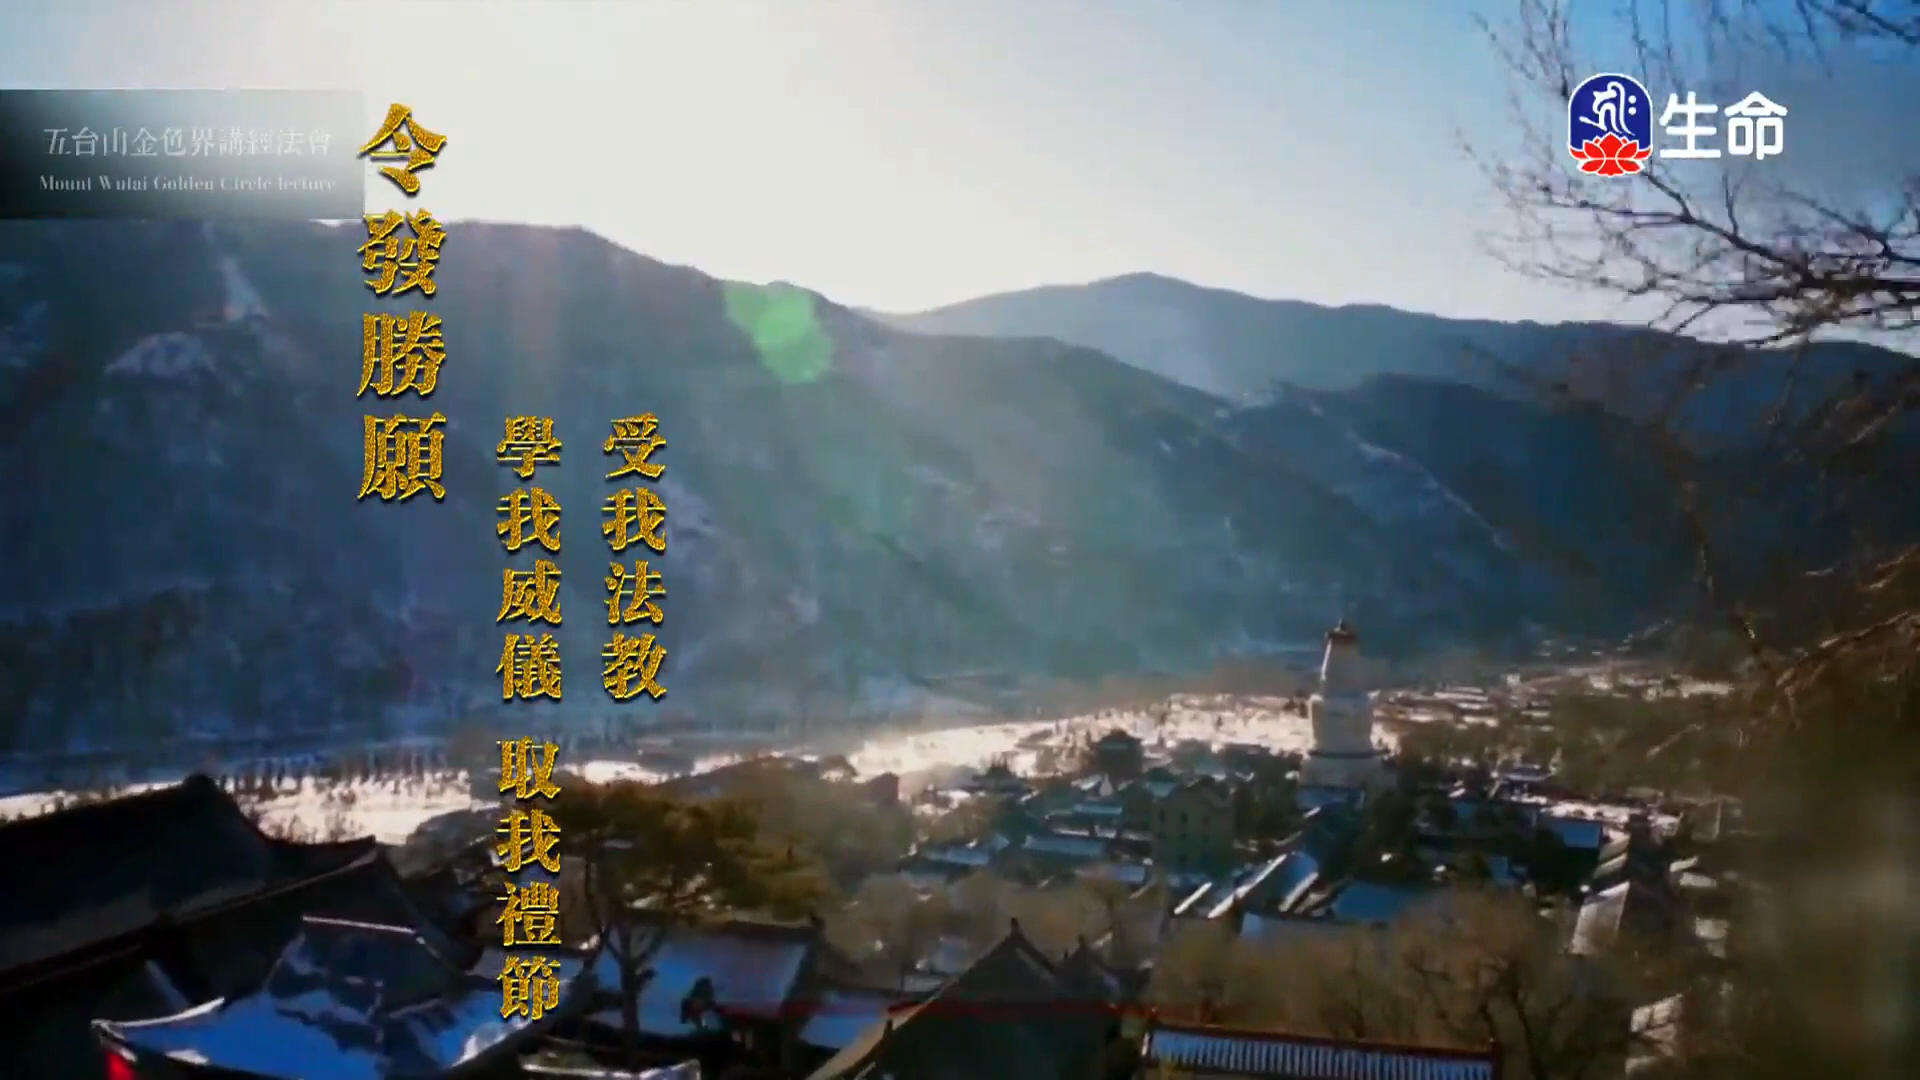 五台山金色界講經法會
Mount Wutai Golden Circle lecture
生命
受我法教
學我威儀 取我禮節
令發勝願